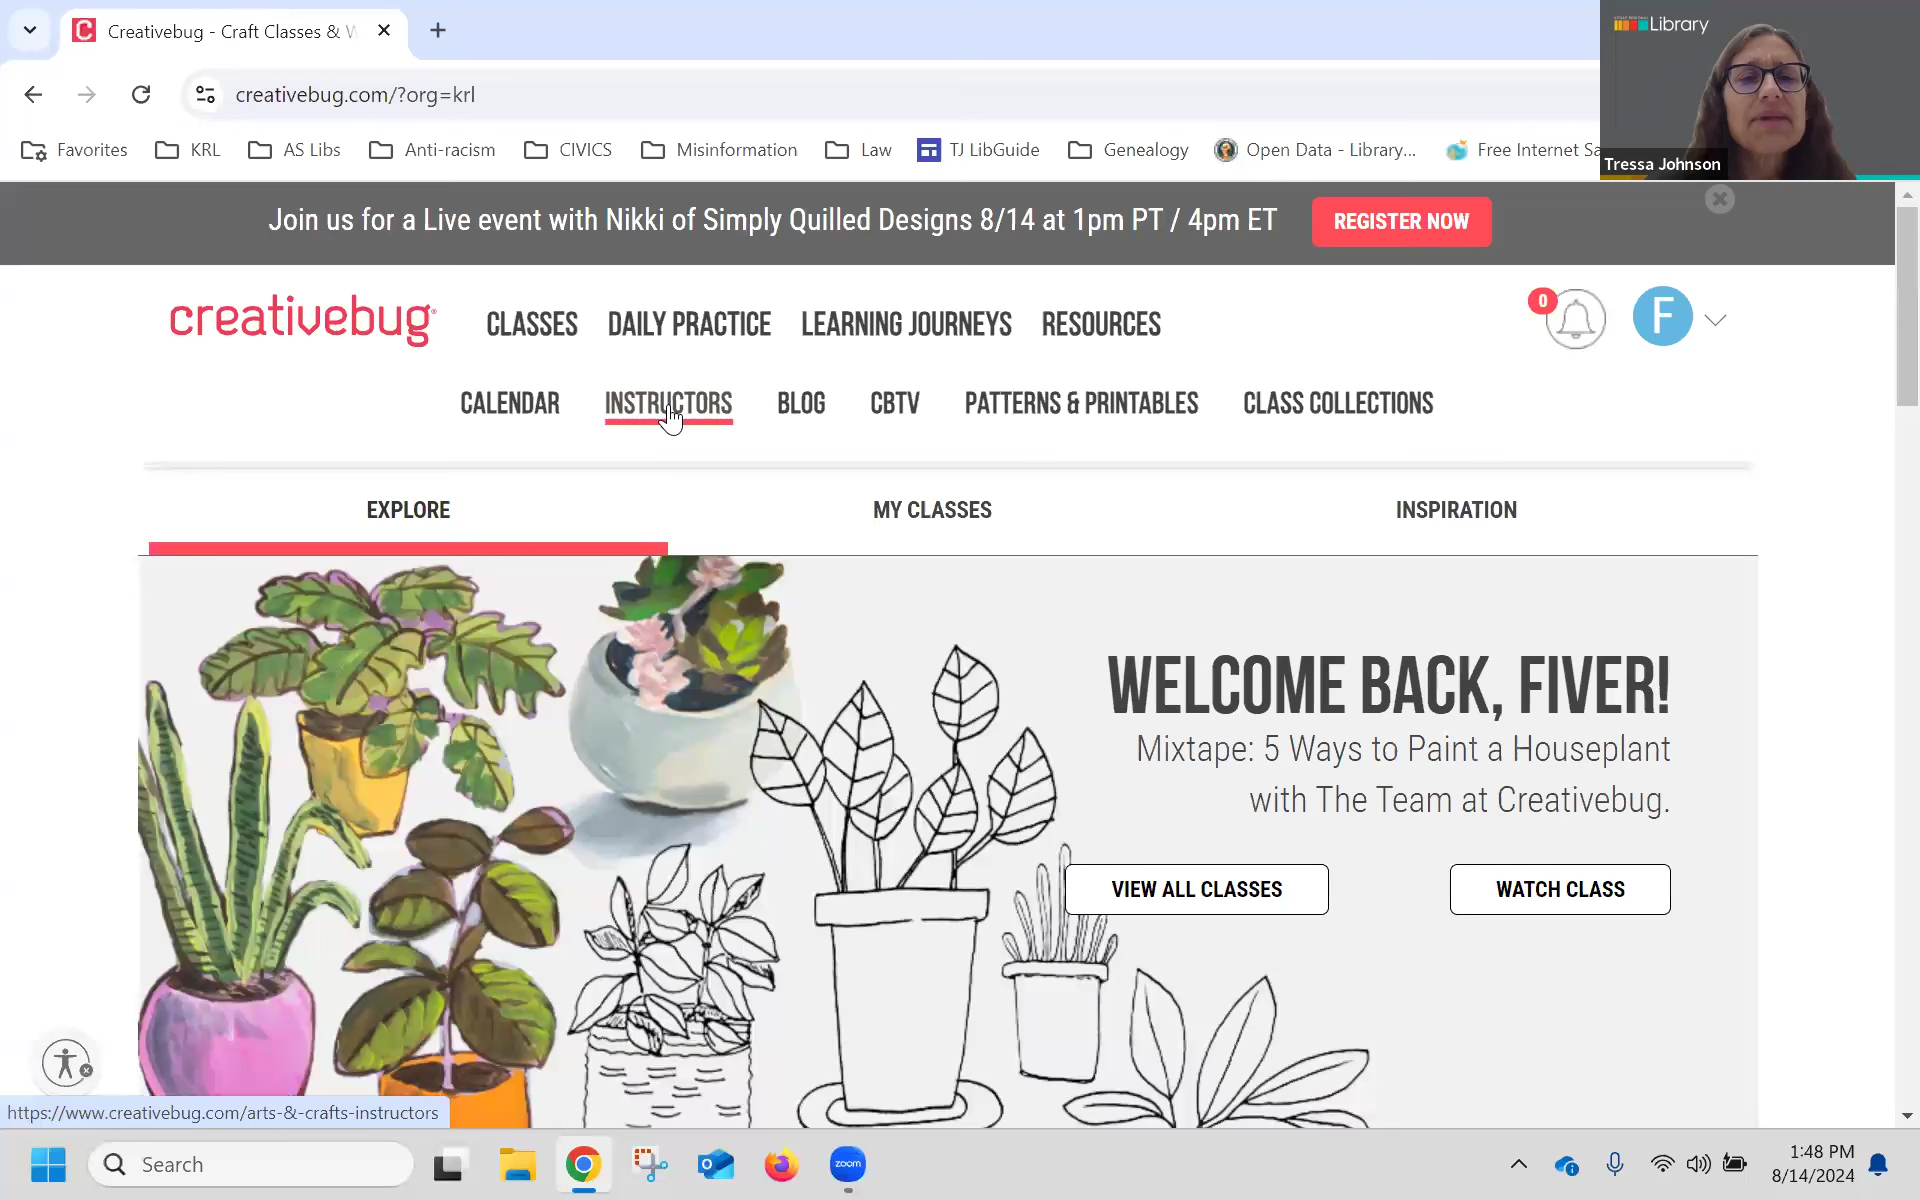 Creativebug - Craft Classes & W
creativebug.com/?org=krl
Favorites KRL AS Libs Anti-racism CIVICS Misinformation Law TJ LibGuide Genealogy Open Data - Library... Free Internet Sa
Library
Tressa Johnson
Join us for a Live event with Nikki of Simply Quilled Designs 8/14 at 1pm PT / 4pm ET REGISTER NOW
creativebug CLASSES DAILY PRACTICE LEARNING JOURNEYS RESOURCES 0 F
CALENDAR INSTRUCTORS BLOG CBTV PATTERNS & PRINTABLES CLASS COLLECTIONS
EXPLORE MY CLASSES INSPIRATION
WELCOME BACK, FIVER!
Mixtape: 5 Ways to Paint a Houseplant
with The Team at Creativebug.
VIEW ALL CLASSES WATCH CLASS
https://www.creativebug.com/arts-&-crafts-instructors
Search zoom 1:48 PM
8/14/2024